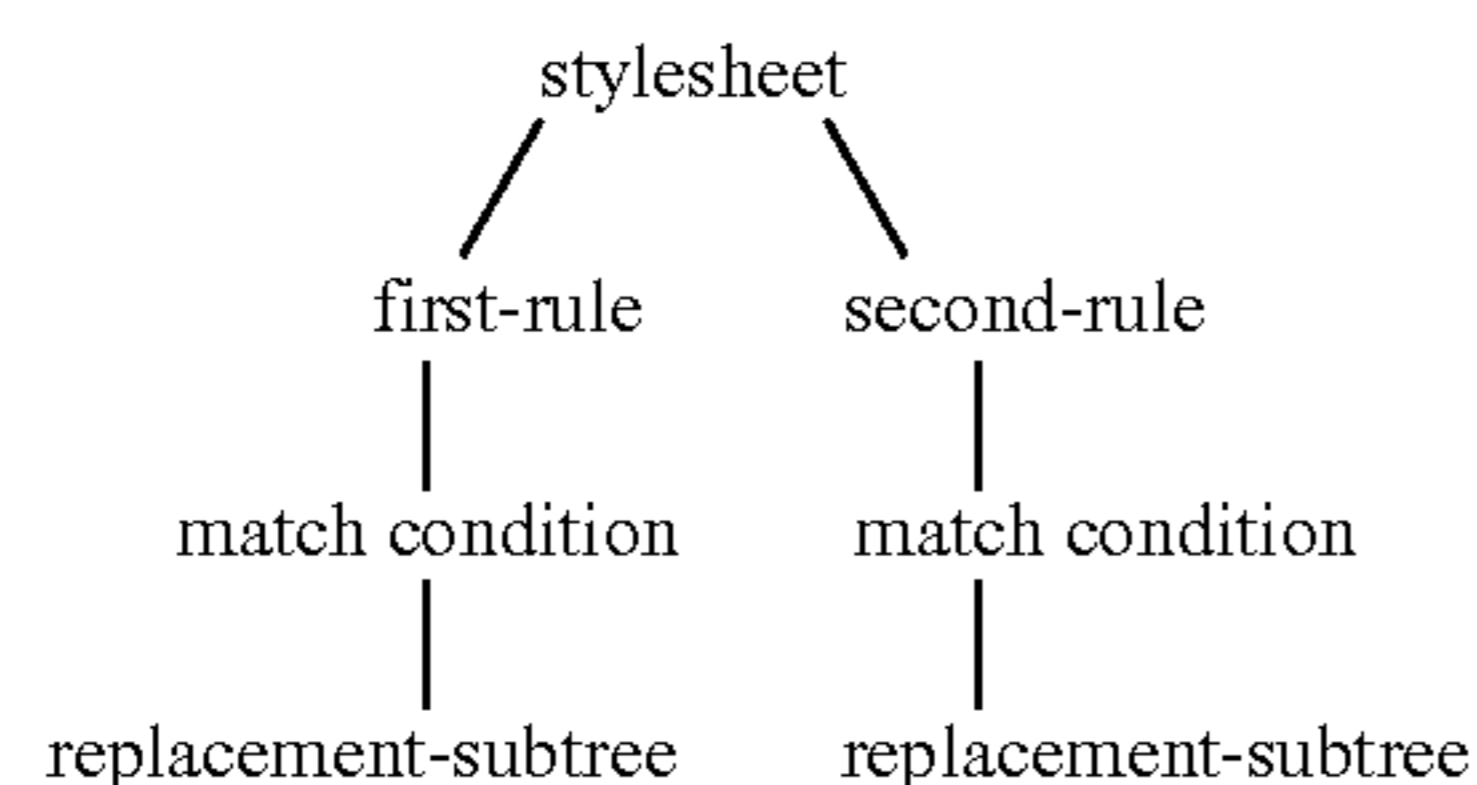 stylesheet
first-rule second-rule
match condition match condition
replacement-subtree replacement-subtree